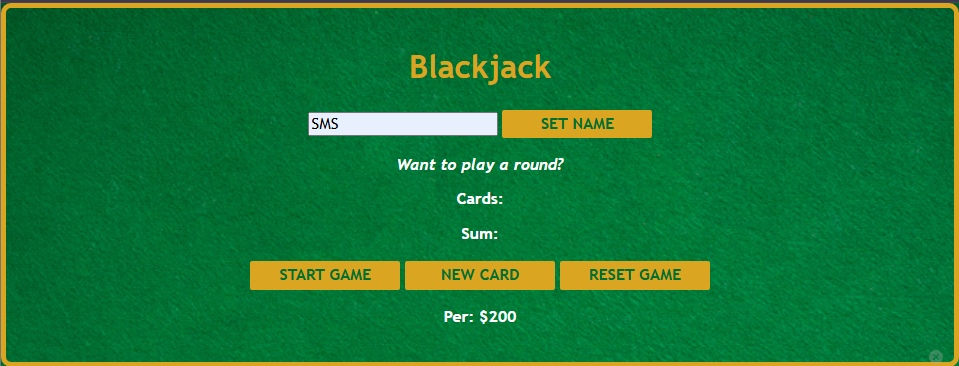 Blackjack
SMS SET NAME
Want to play a round?
Cards:
Sum:
START GAME NEW CARD RESET GAME
Per: $200